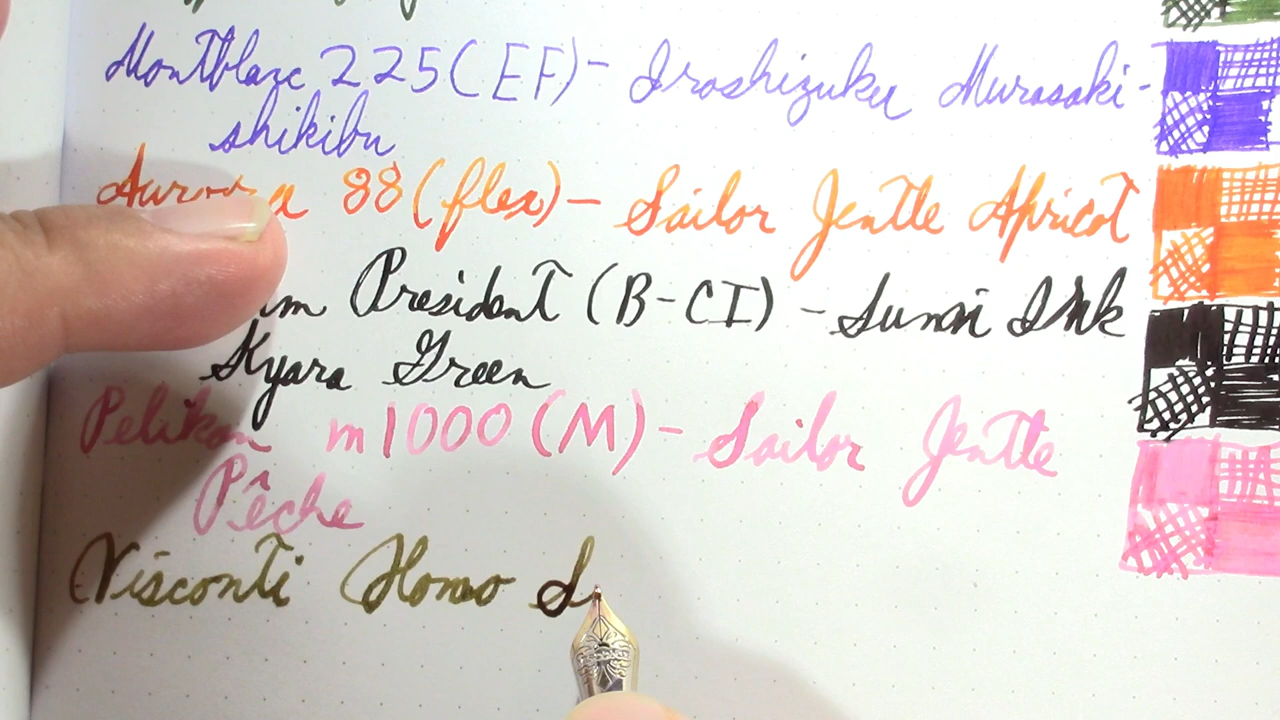 Montblanc 225 (EF) - Iroshizuku Murasaki-
shikibu
Aurora 88 (flex) - Sailor Jentle Apricot
President (B-CI) - Sumi Ink
Kyara Green
Pelikan m1000 (M) - Sailor Jentle
Pêche
Visconti Homo S